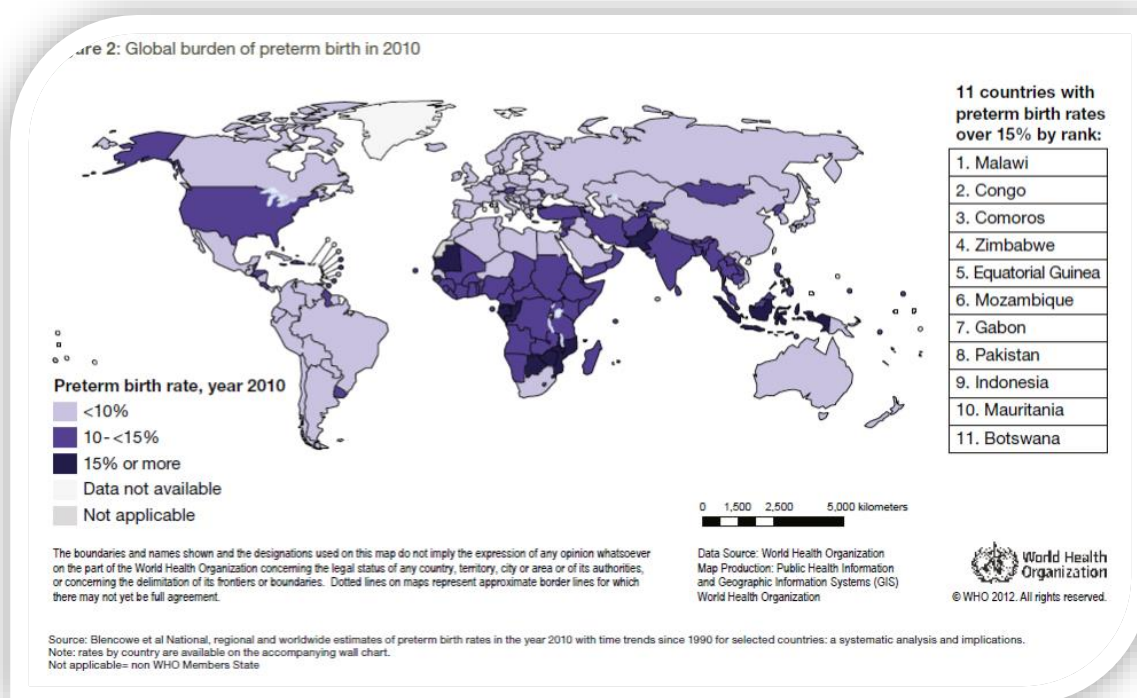 ure 2: Global burden of preterm birth in 2010
11 countries with
preterm birth rates
over 15% by rank:
1. Malawi
2. Congo
3. Comoros
4. Zimbabwe
5. Equatorial Guinea
6. Mozambique
7. Gabon
8. Pakistan
9. Indonesia
10. Mauritania
11. Botswana
Preterm birth rate, year 2010
<10%
10-<15%
15% or more
Data not available
Not applicable
0 1,500 2,500 5,000 kilometers
The boundaries and names shown and the designations used on this map do not imply the expression of any opinion whatsoever
on the part of the World Health Organization concerning the legal status of any country, territory, city or area or of its authorities,
or concerning the delimitation of its frontiers or boundaries. Dotted lines on maps represent approximate border lines for which
there may not yet be full agreement.
Data Source: World Health Organization
Map Production: Public Health Information
and Geographic Information Systems (GIS)
World Health Organization
World Health
Organization
© WHO 2012. All rights reserved.
Source: Blencowe et al National, regional and worldwide estimates of preterm birth rates in the year 2010 with time trends since 1990 for selected countries: a systematic analysis and implications.
Note: rates by country are available on the accompanying wall chart.
Not applicable= non WHO Members State